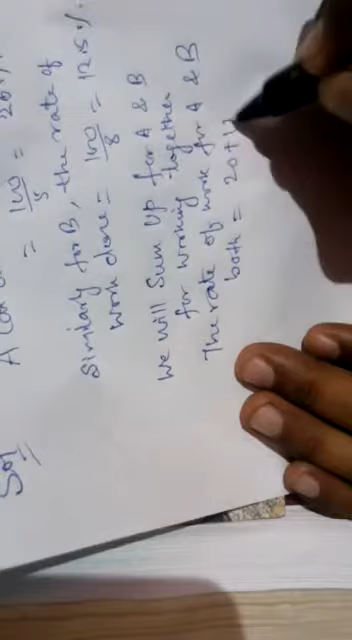 Sol
A Can
= 100/5 = 20%
Similarly for B, the rate of
work done = 100/8 = 12.5%.
We will Sum Up for A & B
for working together
The rate of work for A & B
both = 20+